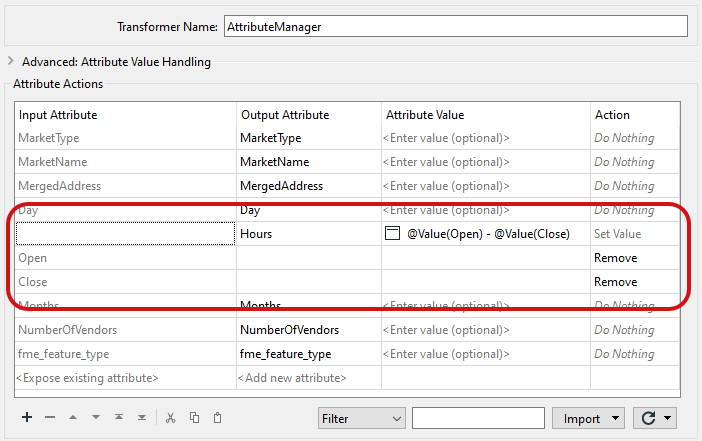 Transformer Name: AttributeManager
Advanced: Attribute Value Handling
Attribute Actions
Input Attribute Output Attribute Attribute Value Action
MarketType MarketType <Enter value (optional)> Do Nothing
MarketName MarketName <Enter value (optional)> Do Nothing
MergedAddress MergedAddress <Enter value (optional)> Do Nothing
Day Day <Enter value (optional)> Do Nothing
Hours @Value(Open) - @Value(Close) Set Value
Open Remove
Close Remove
Months Months <Enter value (optional)> Do Nothing
NumberOfVendors NumberOfVendors <Enter value (optional)> Do Nothing
fme_feature_type fme_feature_type <Enter value (optional)> Do Nothing
<Expose existing attribute> <Add new attribute>
Filter Import